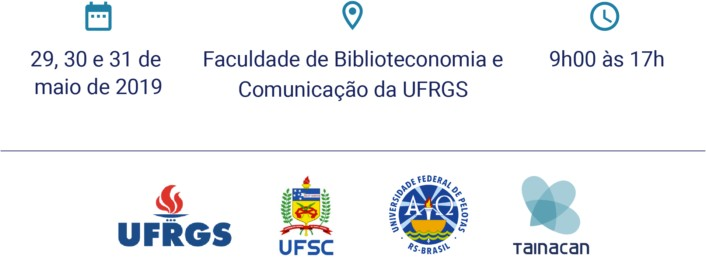 29, 30 e 31 de
maio de 2019
Faculdade de Biblioteconomia e
Comunicação da UFRGS
9h00 às 17h
UFRGS
UFSC
UNIVERSIDADE FEDERAL DE PELOTAS
RS-BRASIL
Α Ω
TAINACAN